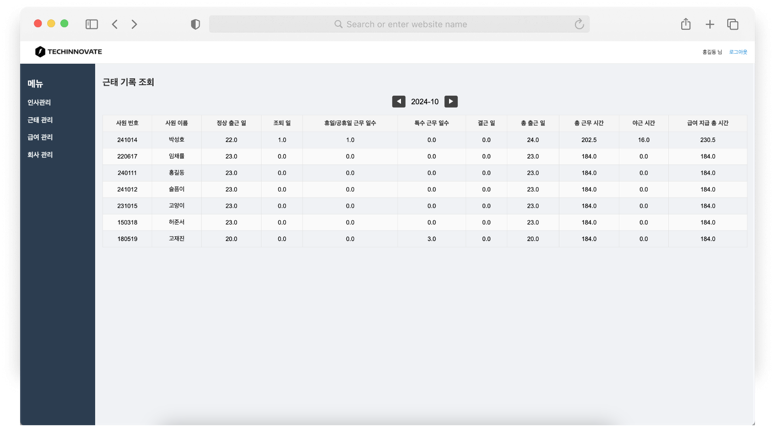 Search or enter website name
TECHINNOVATE
홍길동 님 로그아웃
메뉴
인사관리
근태 관리
급여 관리
회사 관리
근태 기록 조회
2024-10
사원 번호 사원 이름 정상 출근 일 조퇴 일 휴일/공휴일 근무 일수 특수 근무 일수 결근 일 총 출근 일 총 근무 시간 야근 시간 급여 지급 총 시간
241014 박성호 22.0 1.0 1.0 0.0 0.0 24.0 202.5 16.0 230.5
220617 임채률 23.0 0.0 0.0 0.0 0.0 23.0 184.0 0.0 184.0
240111 홍길동 23.0 0.0 0.0 0.0 0.0 23.0 184.0 0.0 184.0
241012 슬픔이 23.0 0.0 0.0 0.0 0.0 23.0 184.0 0.0 184.0
231015 고양이 23.0 0.0 0.0 0.0 0.0 23.0 184.0 0.0 184.0
150318 허준서 23.0 0.0 0.0 0.0 0.0 23.0 184.0 0.0 184.0
180519 고재진 20.0 0.0 0.0 3.0 0.0 20.0 184.0 0.0 184.0